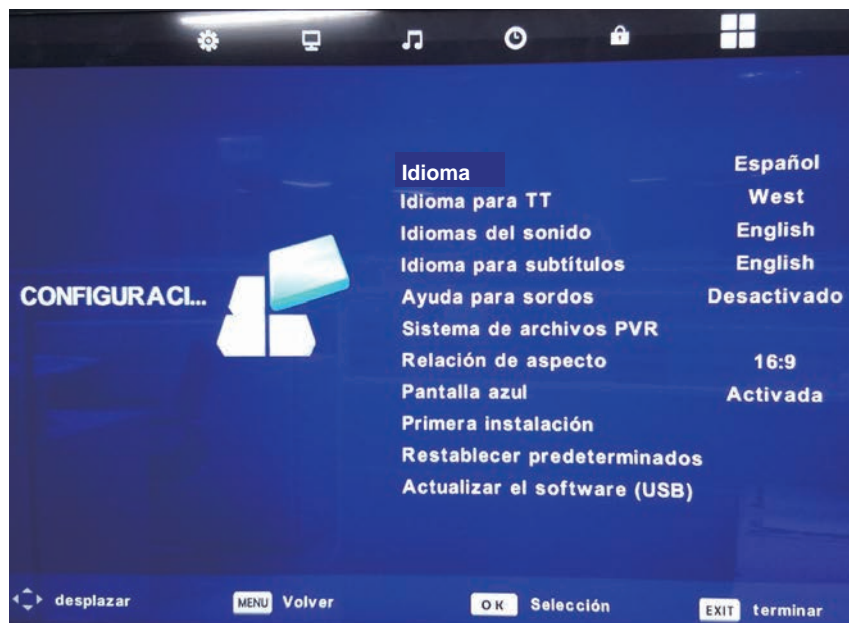 Idioma Español
Idioma para TT West
Idiomas del sonido English
Idioma para subtítulos English
CONFIGURACI... Ayuda para sordos Desactivado
Sistema de archivos PVR
Relación de aspecto 16:9
Pantalla azul Activada
Primera instalación
Restablecer predeterminados
Actualizar el software (USB)
desplazar MENU Volver OK Selección EXIT terminar